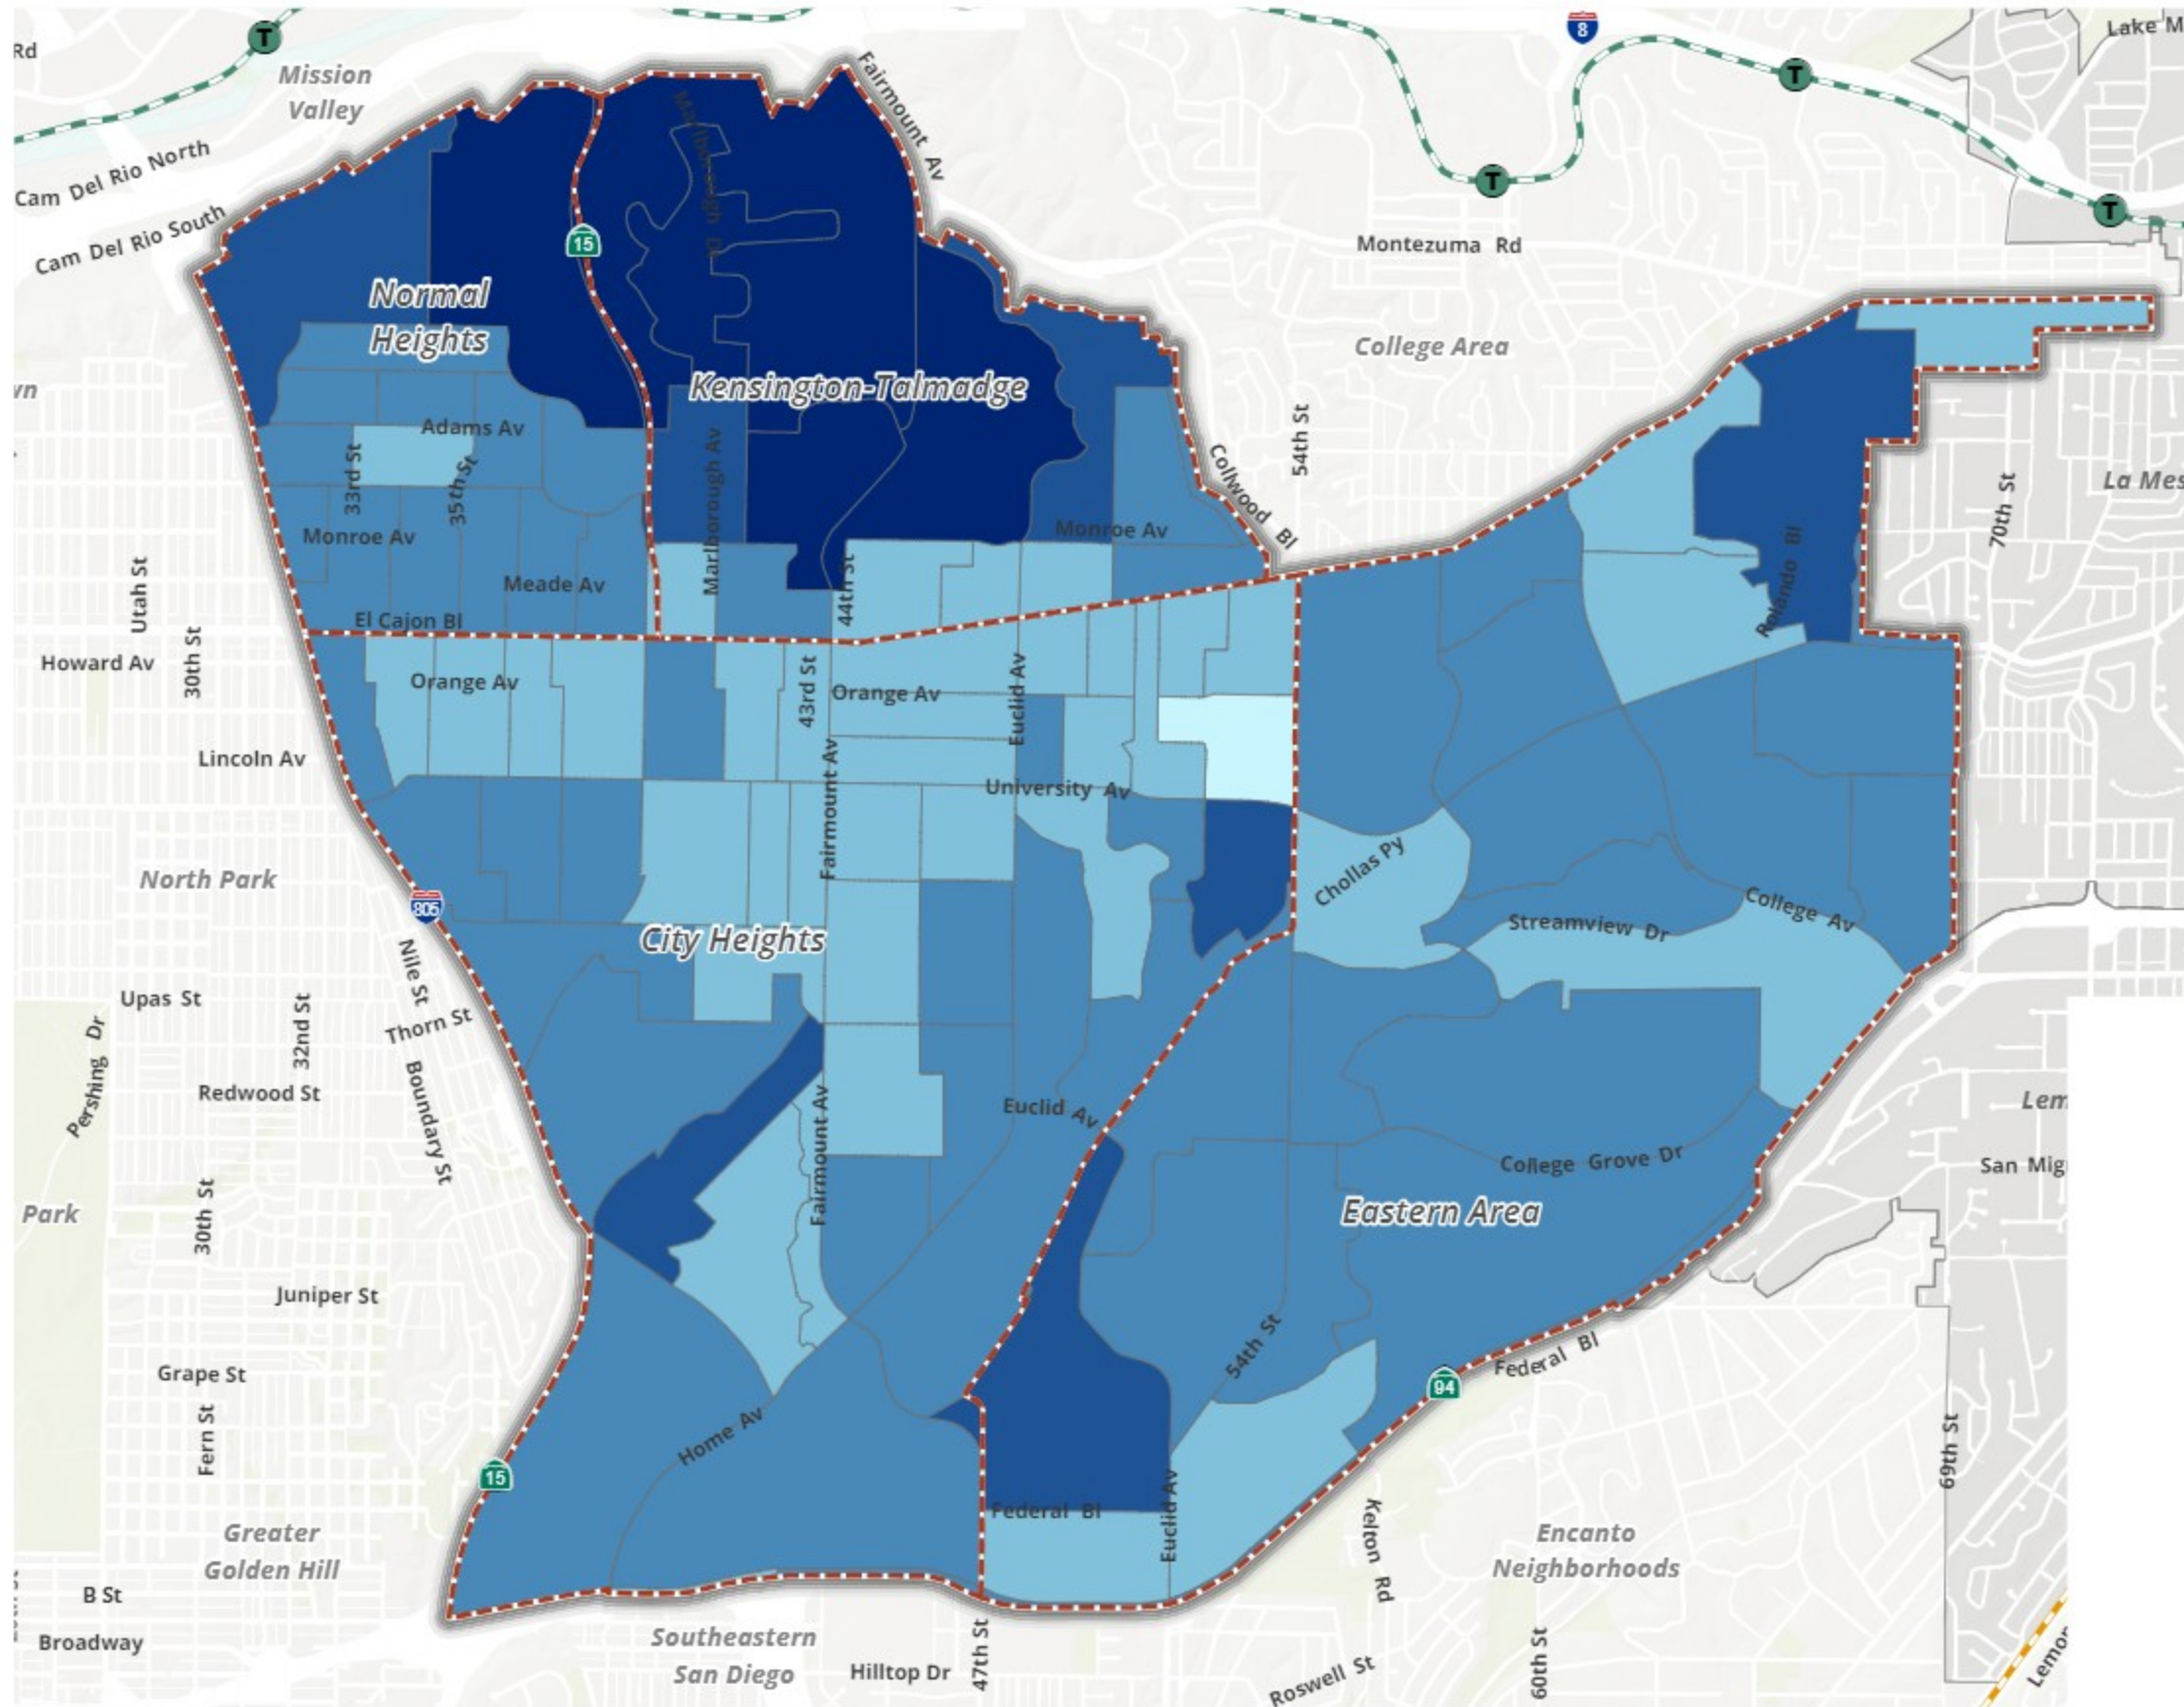 8
Lake M
Rd
T
Mission
Valley
Fairmount Av
T
Cam Del Rio North
T
T
Cam Del Rio South
Marlborough Dr
15
Montezuma Rd
Normal
Heights
College Area
Kensington-Talmadge
wn
Adams Av
54th St
33rd St
35th St
Marlborough Av
Collwood Bl
70th St
La Mes
Monroe Av
Monroe Av
Utah St
Meade Av
44th St
Rolando Bl
El Cajon Bl
30th St
Howard Av
Orange Av
43rd St
Orange Av
Euclid Av
Lincoln Av
Fairmount Av
University Av
North Park
Chollas Py
805
College Av
Streamview Dr
City Heights
Nile St
Upas St
32nd St
Thorn St
Pershing Dr
Boundary St
Redwood St
Fairmount Av
Euclid Av
Lem
College Grove Dr
San Mig
Park
30th St
Eastern Area
Juniper St
54th St
Grape St
Federal Bl
94
Fern St
Home Av
69th St
15
Federal Bl
Euclid Av
Kelton Rd
Greater
Golden Hill
Encanto
Neighborhoods
B St
Broadway
Southeastern
San Diego
Hilltop Dr
47th St
Roswell St
60th St
Lemon